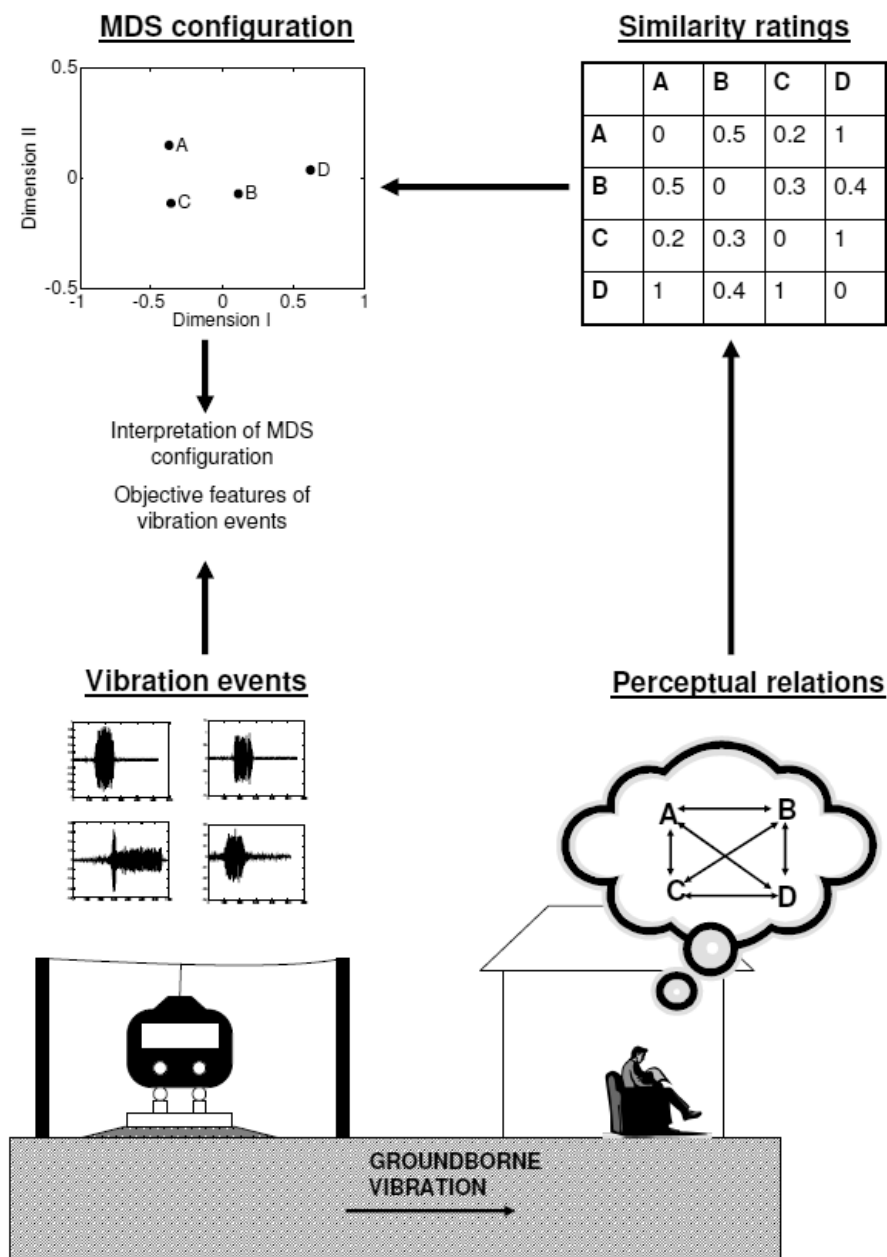 MDS configuration
0.5
0
-0.5
Dimension II
A
C
B
D
-1
-0.5
0
0.5
1
Dimension I
Similarity ratings
A B C D
A 0 0.5 0.2 1
B 0.5 0 0.3 0.4
C 0.2 0.3 0 1
D 1 0.4 1 0
Interpretation of MDS
configuration
Objective features of
vibration events
Vibration events
Perceptual relations
A B
C D
GROUNDBORNE
VIBRATION